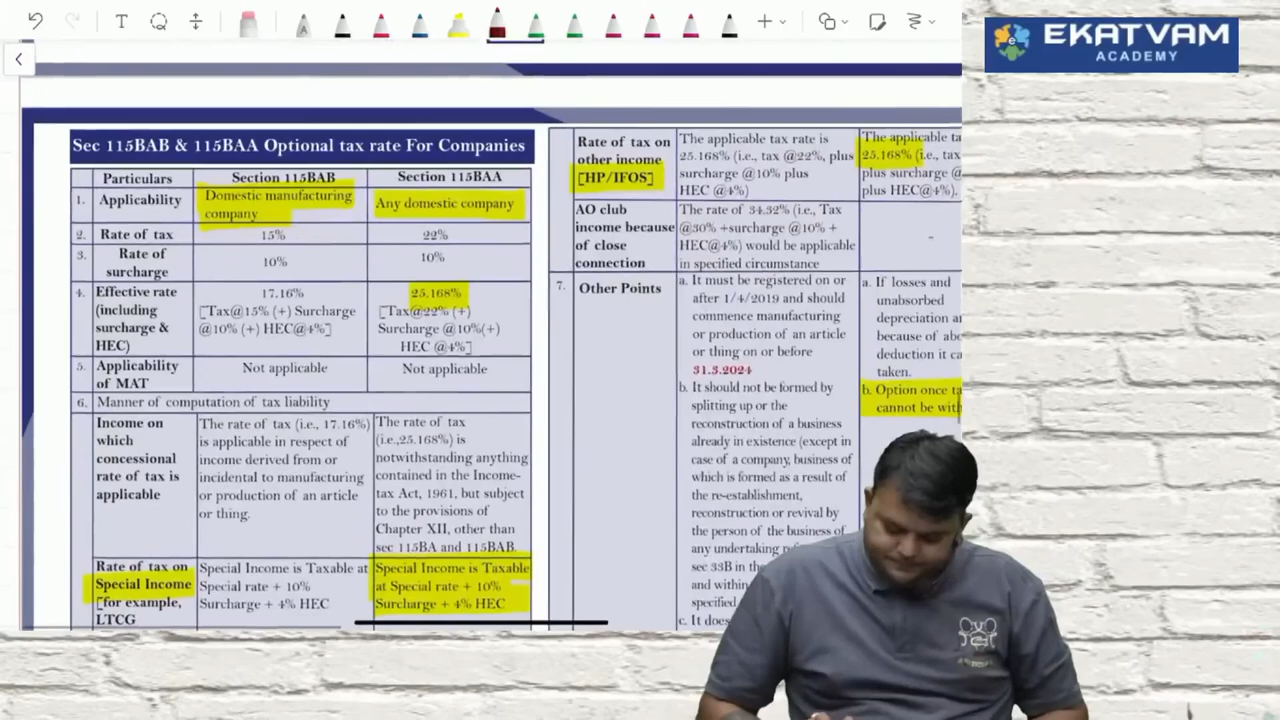 EKATVAM
ACADEMY
Sec 115BAB & 115BAA Optional tax rate For Companies
Particulars
Section 115BAB
Section 115BAA
1.
Applicability
Domestic manufacturing
company
Any domestic company
2.
Rate of tax
15%
22%
3.
Rate of
surcharge
10%
10%
4.
Effective rate
(including
surcharge &
HEC)
17.16%
[Tax@15% (+) Surcharge
@10% (+) HEC@4%]
25.168%
[Tax@22% (+)
Surcharge @10%(+)
HEC @4%]
5.
Applicability
of MAT
Not applicable
Not applicable
6.
Manner of computation of tax liability
Income on
which
concessional
rate of tax is
applicable
The rate of tax (i.e., 17.16%)
is applicable in respect of
income derived from or
incidental to manufacturing
or production of an article
or thing.
The rate of tax
(i.e.,25.168%) is
notwithstanding anything
contained in the Income-
tax Act, 1961, but subject
to the provisions of
Chapter XII, other than
sec 115BA and 115BAB.
Rate of tax on
Special Income
[for example,
LTCG
Special Income is Taxable at
Special rate + 10%
Surcharge + 4% HEC
Special Income is Taxable
at Special rate + 10%
Surcharge + 4% HEC
Rate of tax on
other income
[HP/IFOS]
The applicable tax rate is
25.168% (i.e., tax @22%, plus
surcharge @10% plus
HEC @4%)
The applicable ta
25.168% (i.e., tax
plus surcharge @
plus HEC@4%).
AO club
income because
of close
connection
The rate of 34.32% (i.e., Tax
@30% +surcharge @10% +
HEC@4%) would be applicable
in specified circumstance
-
7.
Other Points
a. It must be registered on or
after 1/4/2019 and should
commence manufacturing
or production of an article
or thing on or before
31.3.2024
b. It should not be formed by
splitting up or the
reconstruction of a business
already in existence (except in
case of a company, business of
which is formed as a result of
the re-establishment,
reconstruction or revival by
the person of the business of
any undertaking
sec 33B in the
and within
specified
c. It does
a. If losses and
unabsorbed
depreciation a
because of abo
deduction it ca
taken.
b. Option once ta
cannot be with